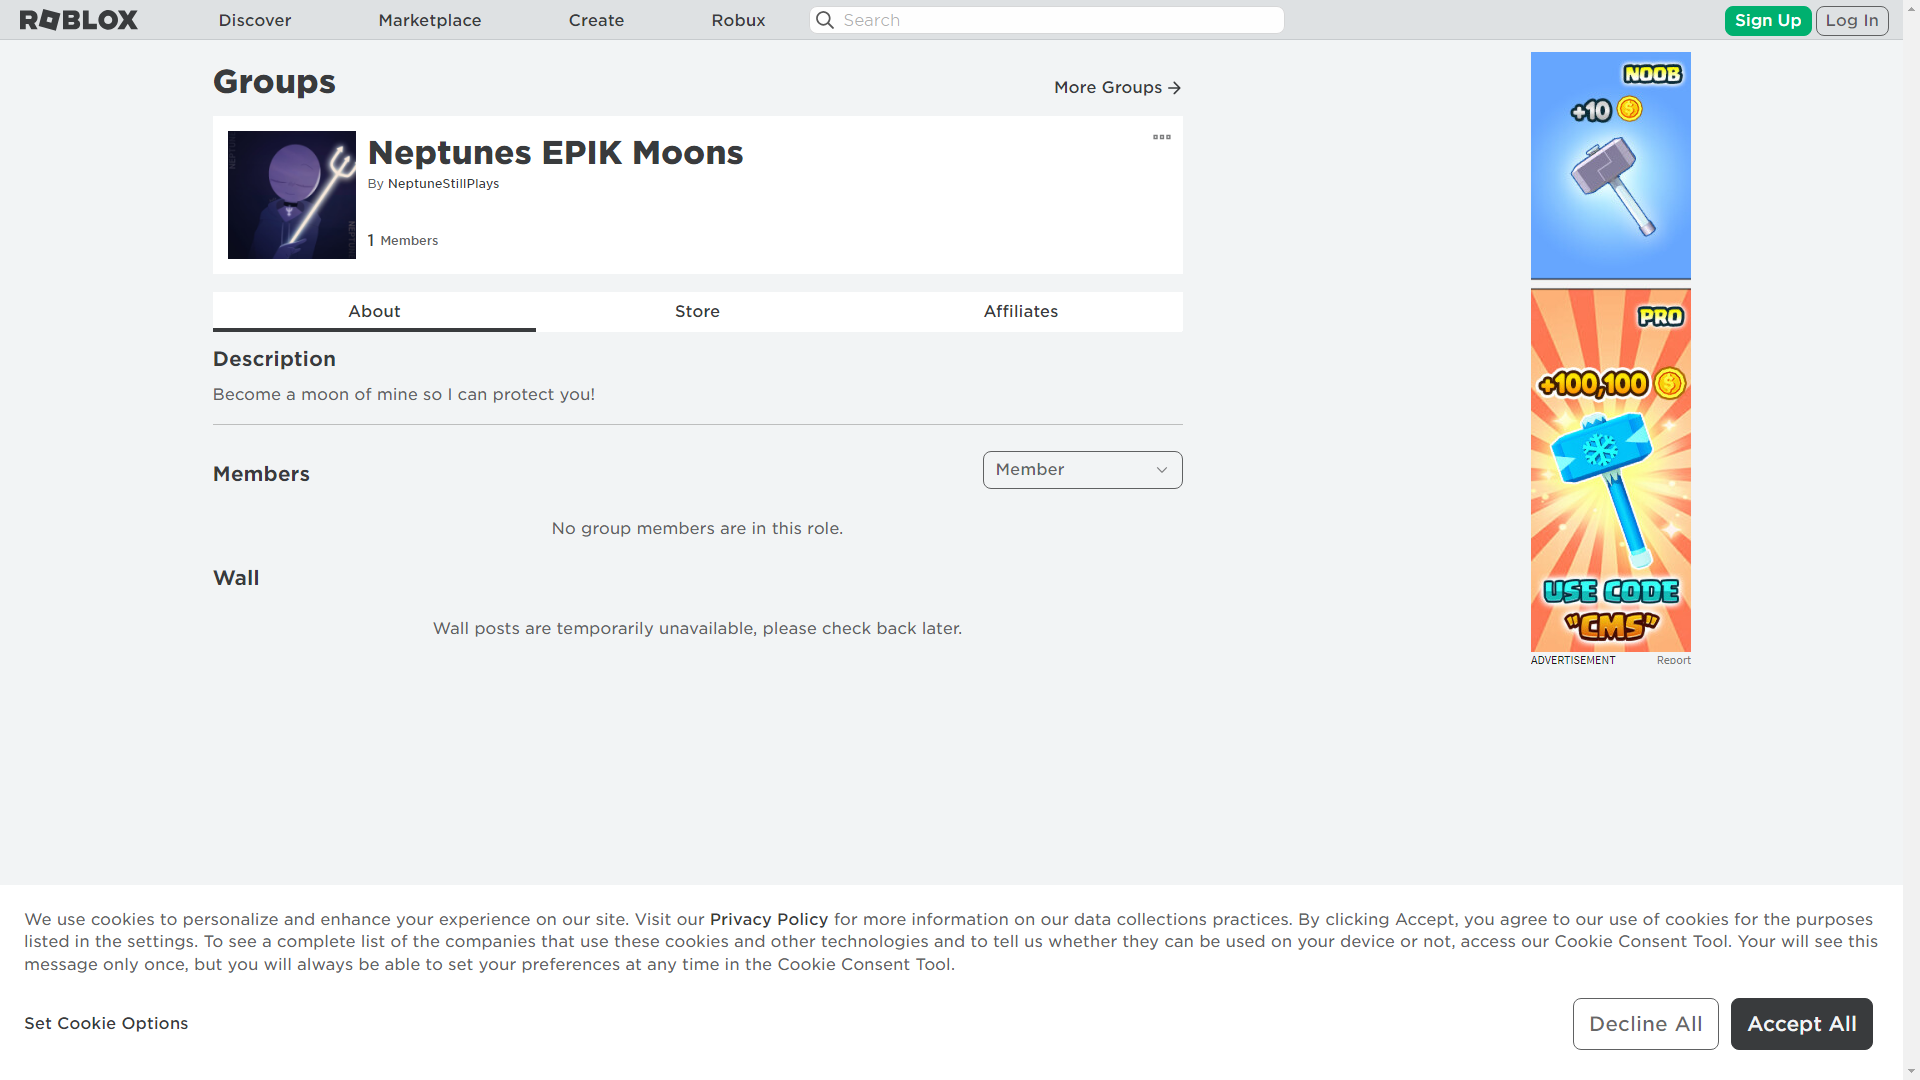 ROBLOX
Discover
Marketplace
Create
Robux
Search
Sign Up
Log In
Groups
More Groups
Neptunes EPIK Moons
By NeptuneStillPlays
1 Members
About
Store
Affiliates
Description
Become a moon of mine so I can protect you!
Members
Member
No group members are in this role.
Wall
Wall posts are temporarily unavailable, please check back later.
NOOB
+10
PRO
+100,100
USE CODE
"CMS"
ADVERTISEMENT
Report
We use cookies to personalize and enhance your experience on our site. Visit our Privacy Policy for more information on our data collections practices. By clicking Accept, you agree to our use of cookies for the purposes
listed in the settings. To see a complete list of the companies that use these cookies and other technologies and to tell us whether they can be used on your device or not, access our Cookie Consent Tool. Your will see this
message only once, but you will always be able to set your preferences at any time in the Cookie Consent Tool.
Set Cookie Options
Decline All
Accept All